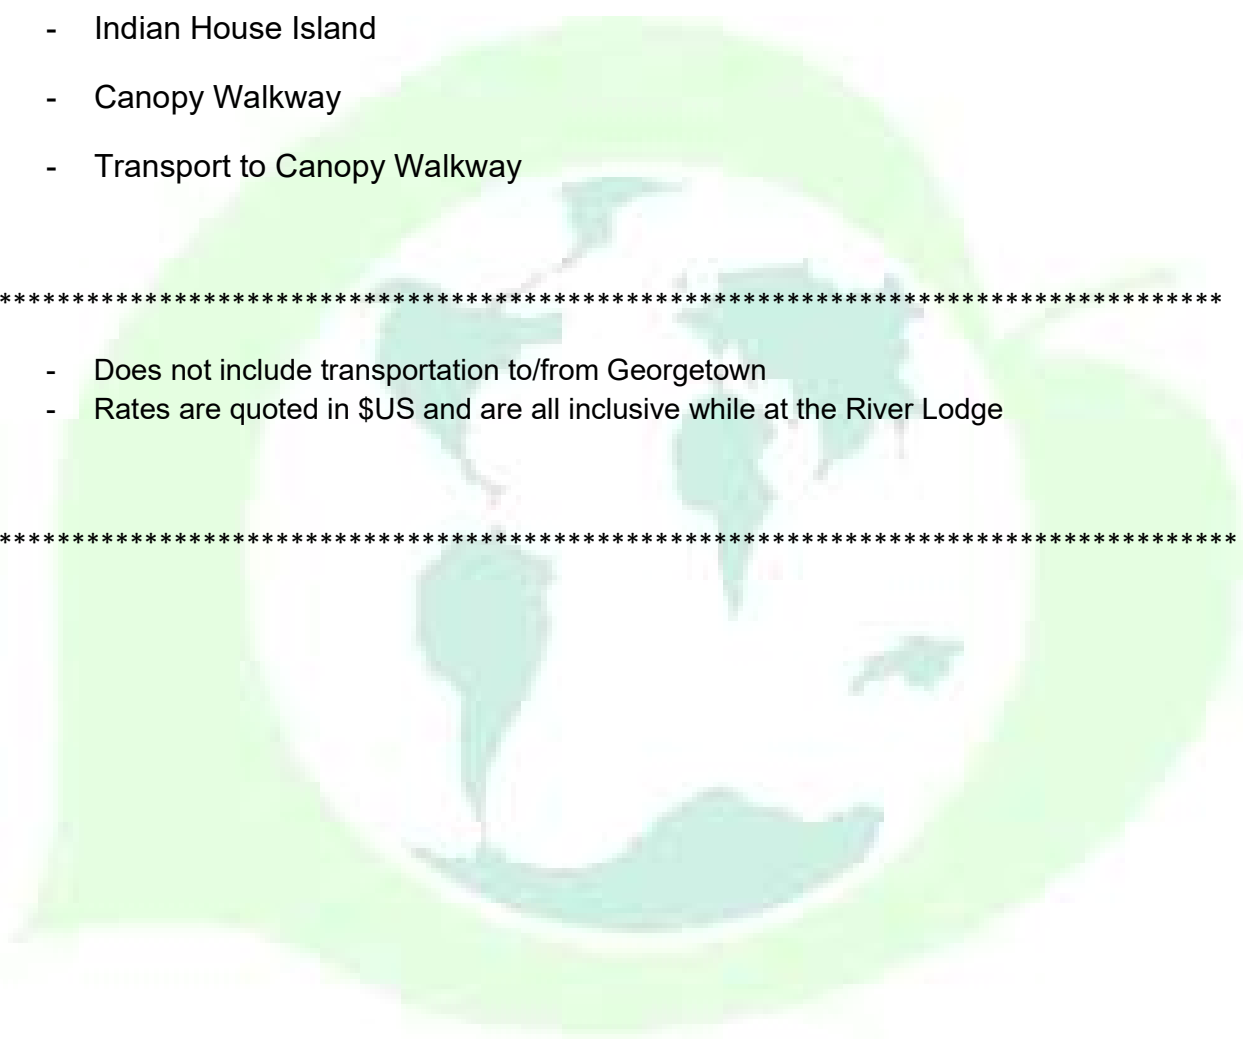 - Indian House Island
- Canopy Walkway
- Transport to Canopy Walkway
************************************************************************************
- Does not include transportation to/from Georgetown
- Rates are quoted in $US and are all inclusive while at the River Lodge
*************************************************************************************